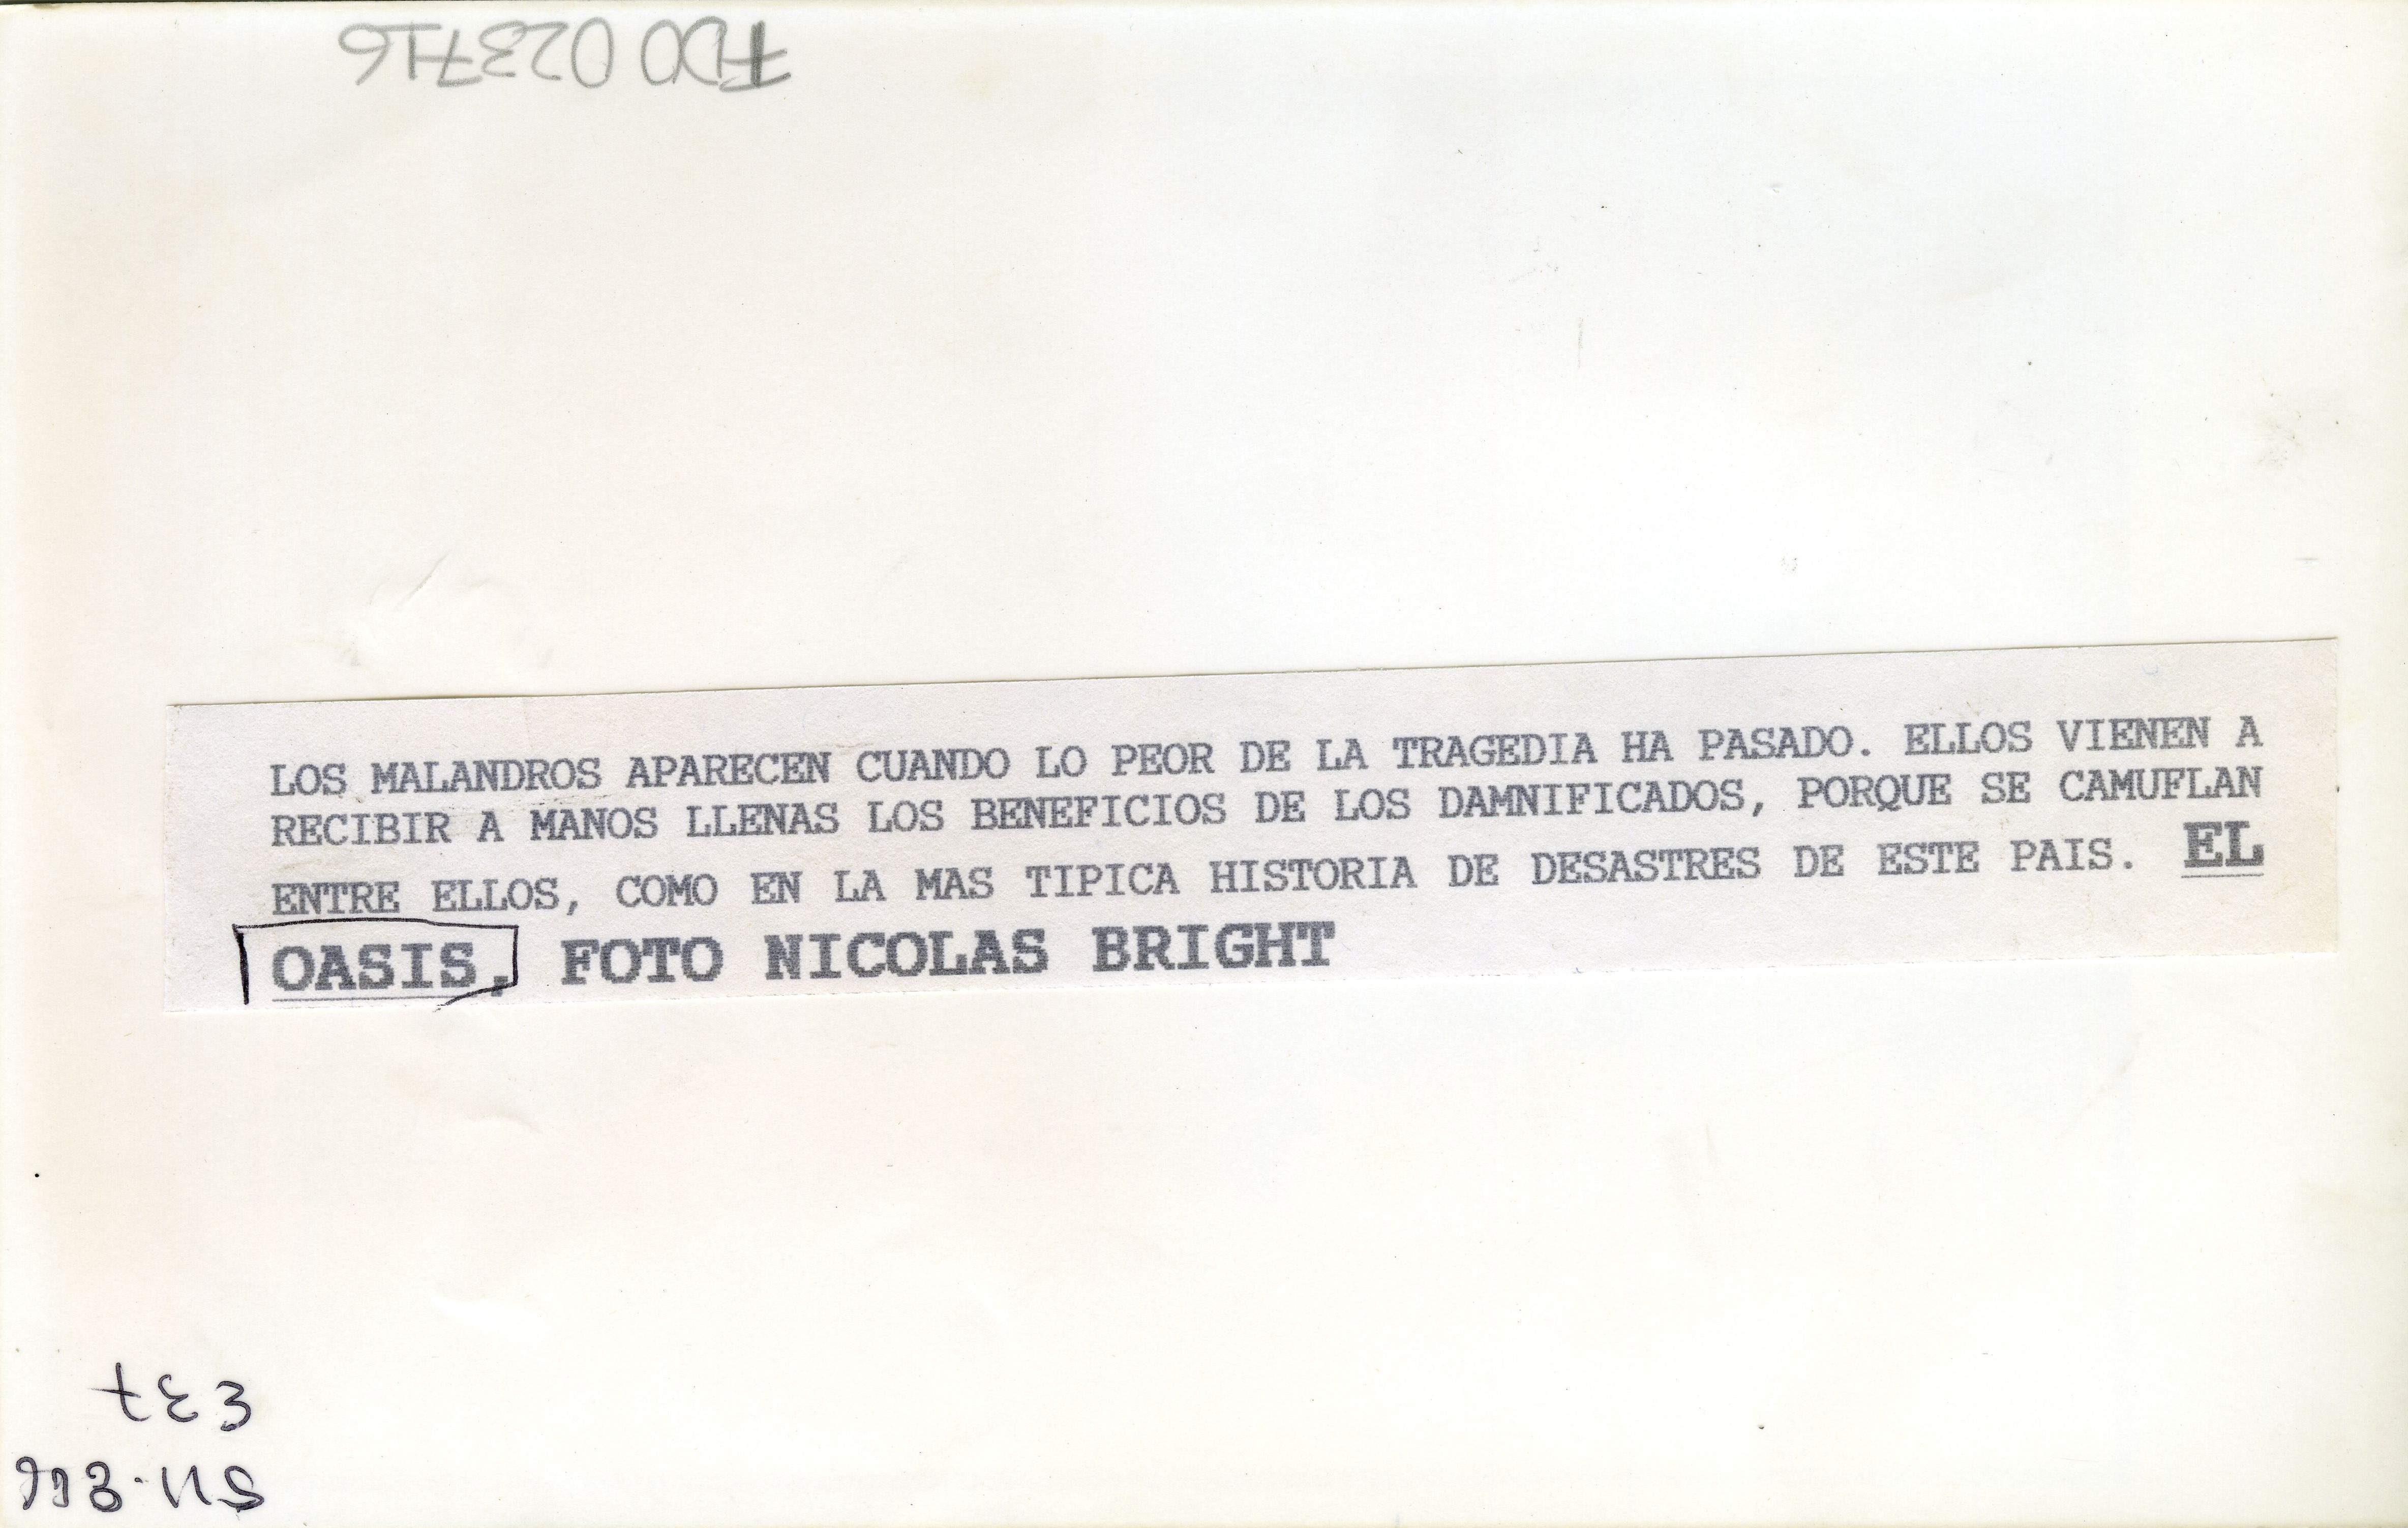 FDO 023716
LOS MALANDROS APARECEN CUANDO LO PEOR DE LA TRAGEDIA HA PASADO. ELLOS VIENEN A
RECIBIR A MANOS LLENAS LOS BENEFICIOS DE LOS DAMNIFICADOS, PORQUE SE CAMUFLAN
ENTRE ELLOS, COMO EN LA MAS TIPICA HISTORIA DE DESASTRES DE ESTE PAIS. EL
OASIS, FOTO NICOLAS BRIGHT